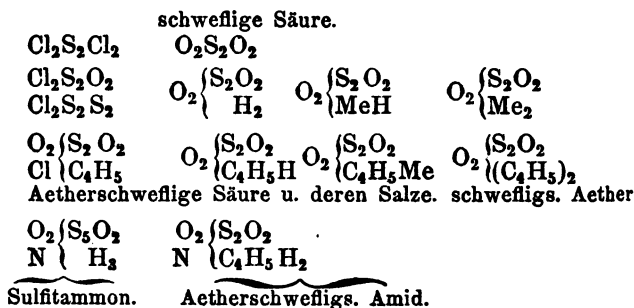 schweflige Säure.
Cl₂S₂Cl₂ O₂S₂O₂
Cl₂S₂O₂ O₂{S₂O₂ H₂ O₂{S₂O₂ MeH O₂{S₂O₂ Me₂
Cl₂S₂S₂
O₂ {S₂O₂ O₂{S₂O₂ O₂{S₂O₂ O₂{S₂O₂
Cl {C₄H₅ {C₄H₅H {C₄H₅Me {(C₄H₅)₂
Aetherschweflige Säure u. deren Salze. schwefligs. Aether
O₂ {S₅O₂ O₂ {S₂O₂
N { H₃ N {C₄H₅H₂
Sulfitammon. Aetherschwefligs. Amid.